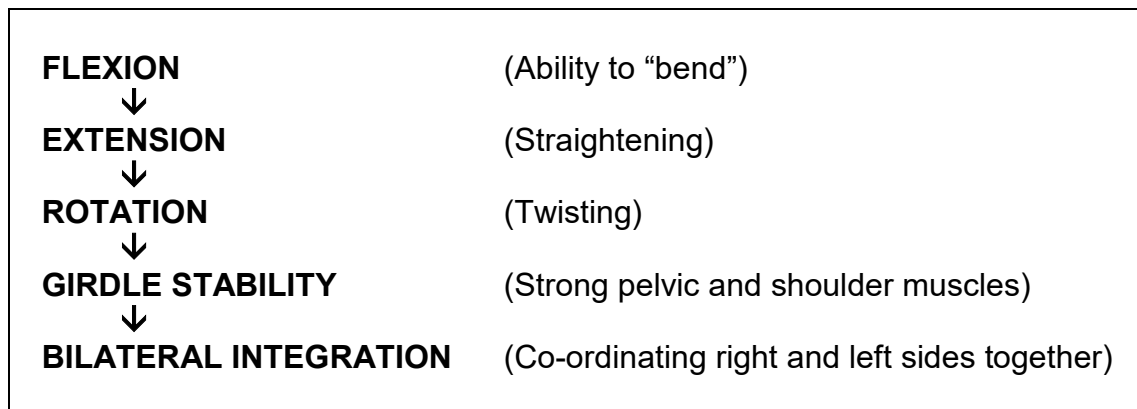 FLEXION (Ability to “bend”)
EXTENSION (Straightening)
ROTATION (Twisting)
GIRDLE STABILITY (Strong pelvic and shoulder muscles)
BILATERAL INTEGRATION (Co-ordinating right and left sides together)